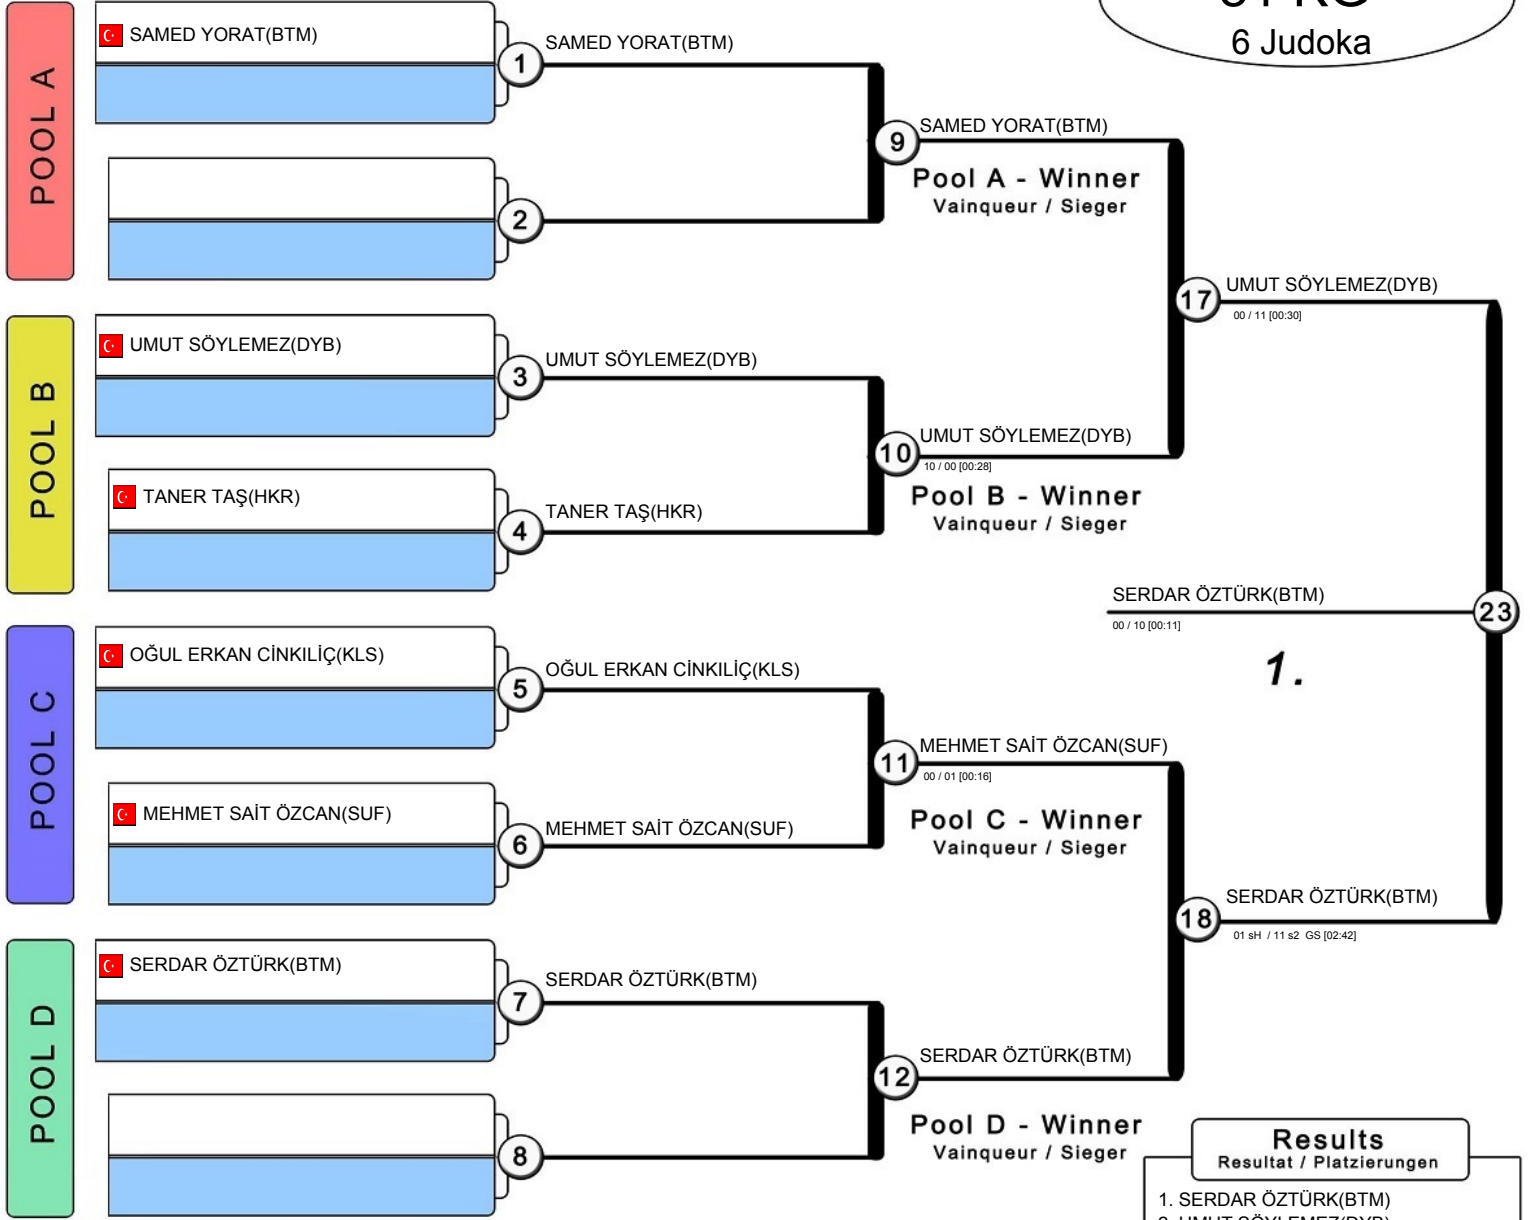 6 Judoka
POOL A
SAMED YORAT(BTM)
1
SAMED YORAT(BTM)
2
9
SAMED YORAT(BTM)
Pool A - Winner
Vainqueur / Sieger
17
UMUT SÖYLEMEZ(DYB)
00 / 11 [00:30]
POOL B
UMUT SÖYLEMEZ(DYB)
3
UMUT SÖYLEMEZ(DYB)
TANER TAŞ(HKR)
4
TANER TAŞ(HKR)
10
UMUT SÖYLEMEZ(DYB)
10 / 00 [00:28]
Pool B - Winner
Vainqueur / Sieger
SERDAR ÖZTÜRK(BTM)
00 / 10 [00:11]
23
1.
POOL C
OĞUL ERKAN CİNKILIÇ(KLS)
5
OĞUL ERKAN CİNKILIÇ(KLS)
MEHMET SAİT ÖZCAN(SUF)
6
MEHMET SAİT ÖZCAN(SUF)
11
MEHMET SAİT ÖZCAN(SUF)
00 / 01 [00:16]
Pool C - Winner
Vainqueur / Sieger
18
SERDAR ÖZTÜRK(BTM)
01 sH / 11 s2 GS [02:42]
POOL D
SERDAR ÖZTÜRK(BTM)
7
SERDAR ÖZTÜRK(BTM)
8
12
SERDAR ÖZTÜRK(BTM)
Pool D - Winner
Vainqueur / Sieger
Results
Resultat / Platzierungen
1. SERDAR ÖZTÜRK(BTM)
2. UMUT SÖYLEMEZ(DYB)